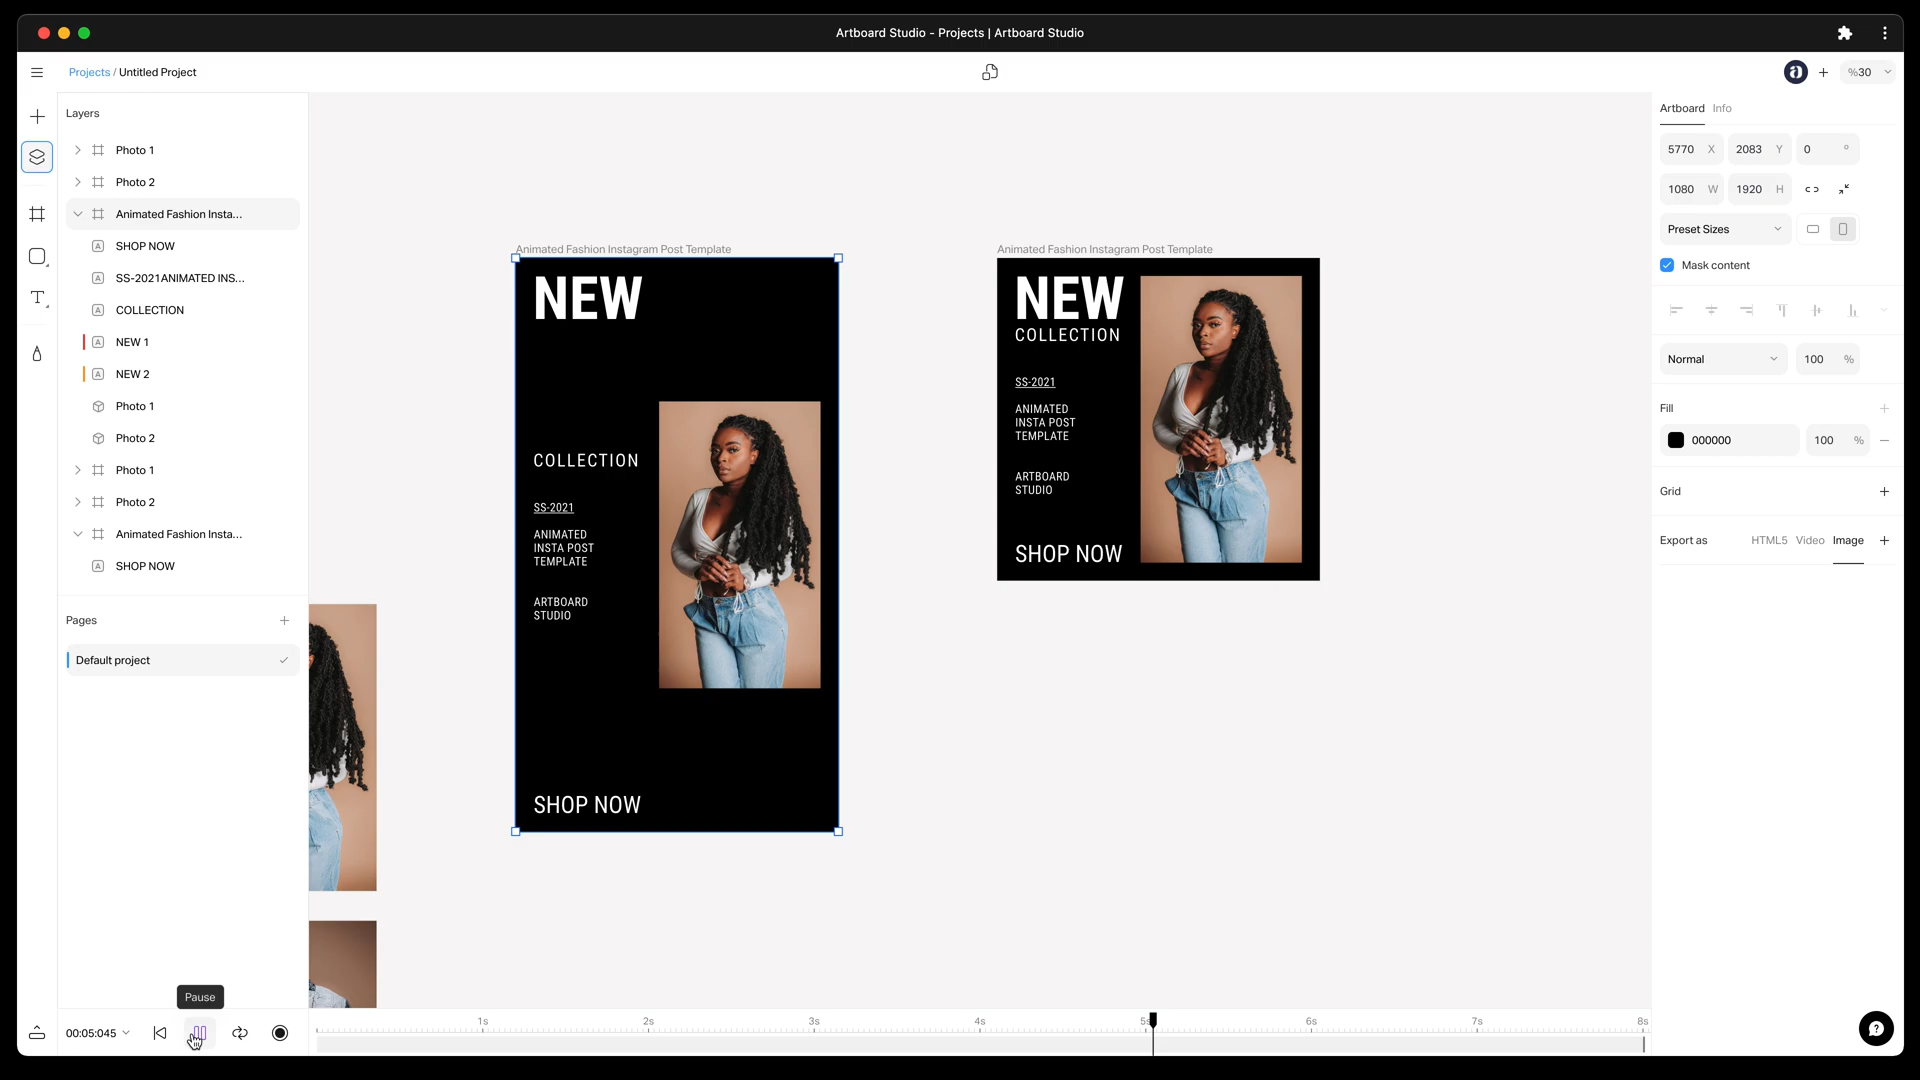 Artboard Studio - Projects | Artboard Studio
Projects / Untitled Project
%30
Layers
Photo 1
Photo 2
Animated Fashion Insta...
SHOP NOW
SS-2021ANIMATED INS...
COLLECTION
NEW 1
NEW 2
Photo 1
Photo 2
Photo 1
Photo 2
Animated Fashion Insta...
SHOP NOW
Pages
Default project
Animated Fashion Instagram Post Template
NEW
COLLECTION
SS-2021
ANIMATED
INSTA POST
TEMPLATE
ARTBOARD
STUDIO
SHOP NOW
Animated Fashion Instagram Post Template
NEW
COLLECTION
SS-2021
ANIMATED
INSTA POST
TEMPLATE
ARTBOARD
STUDIO
SHOP NOW
Artboard Info
5770 X 2083 Y 0 °
1080 W 1920 H
Preset Sizes
Mask content
Normal 100 %
Fill
000000 100 %
Grid
Export as HTML5 Video Image
Pause
00:05:045
1s 2s 3s 4s 5s 6s 7s 8s